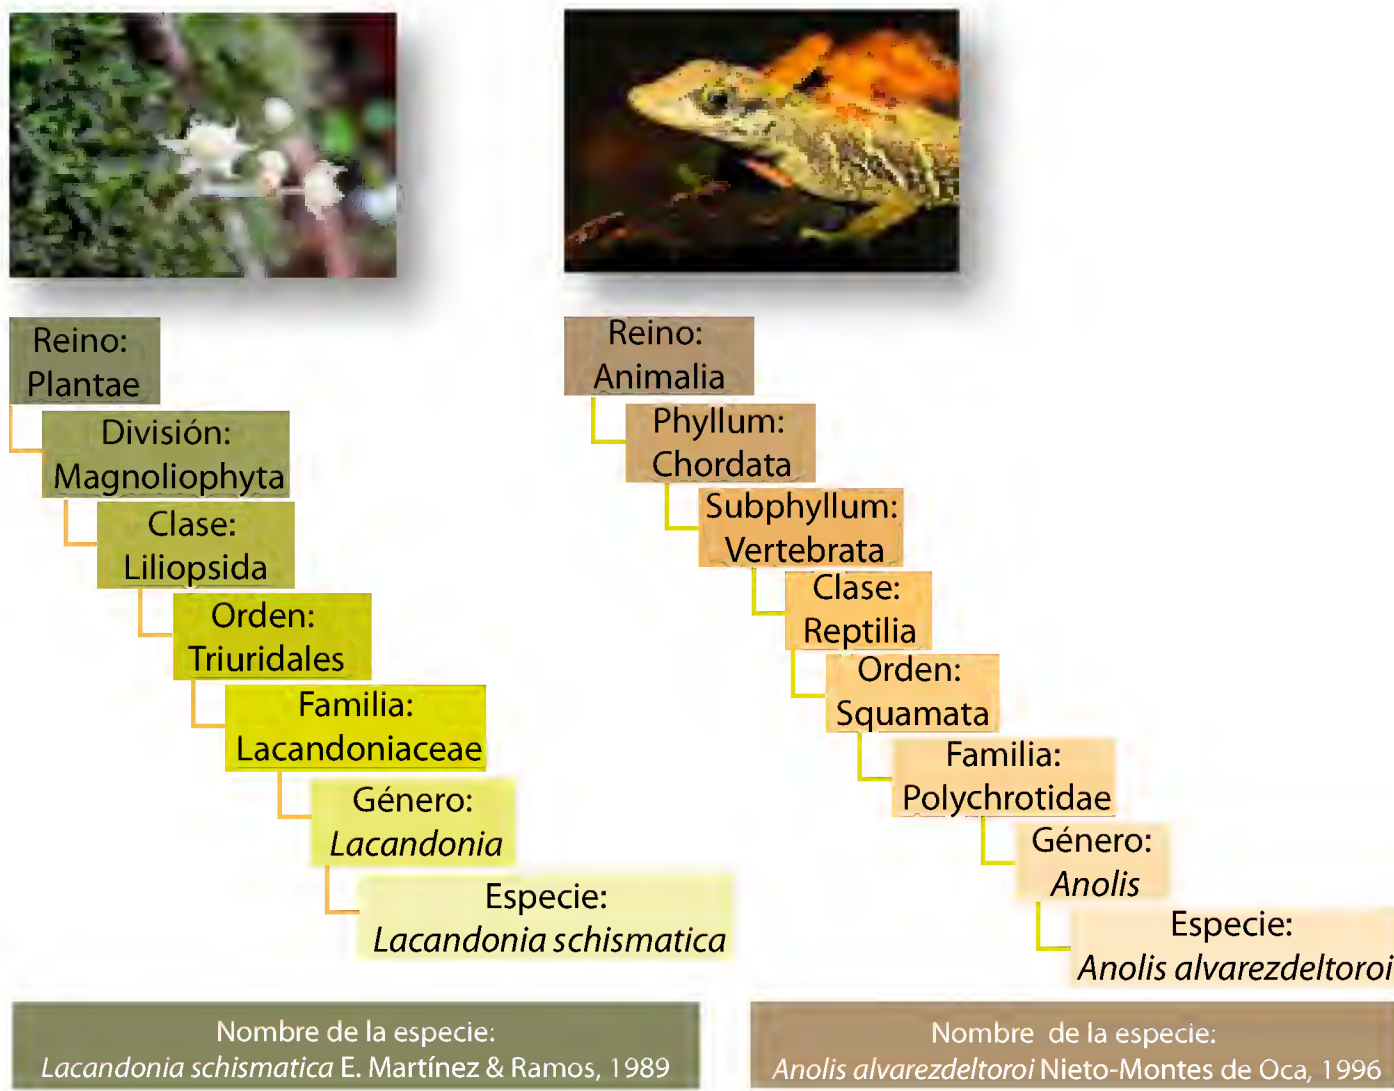 Reino:
Plantae
División:
Magnoliophyta
Clase:
Liliopsida
Orden:
Triuridales
Familia:
Lacandoniaceae
Género:
Lacandonia
Especie:
Lacandonia schismatica
Nombre de la especie:
Lacandonia schismatica E. Martínez & Ramos, 1989
Reino:
Animalia
Phyllum:
Chordata
Subphyllum:
Vertebrata
Clase:
Reptilia
Orden:
Squamata
Familia:
Polychrotidae
Género:
Anolis
Especie:
Anolis alvarezdeltoroi
Nombre de la especie:
Anolis alvarezdeltoroi Nieto-Montes de Oca, 1996